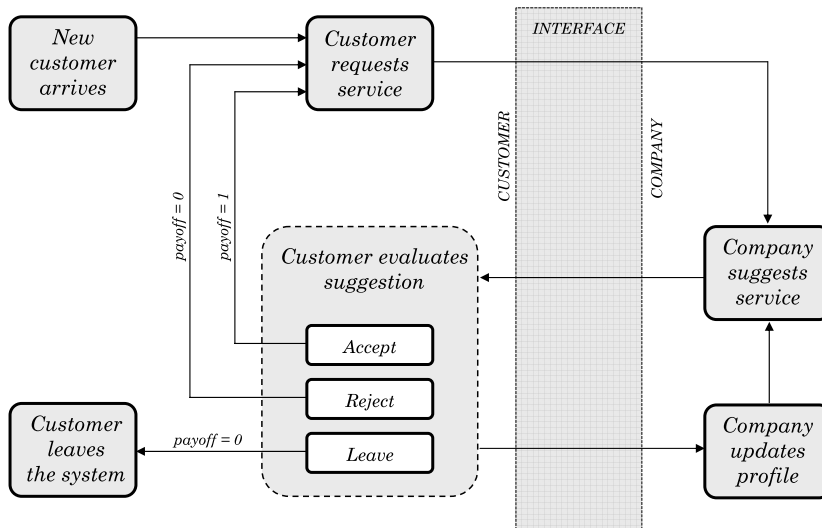 New
customer
arrives
Customer
requests
service
INTERFACE
CUSTOMER
COMPANY
payoff = 0
payoff = 1
Customer evaluates
suggestion
Accept
Reject
Leave
Company
suggests
service
Customer
leaves
the system
payoff = 0
Company
updates
profile